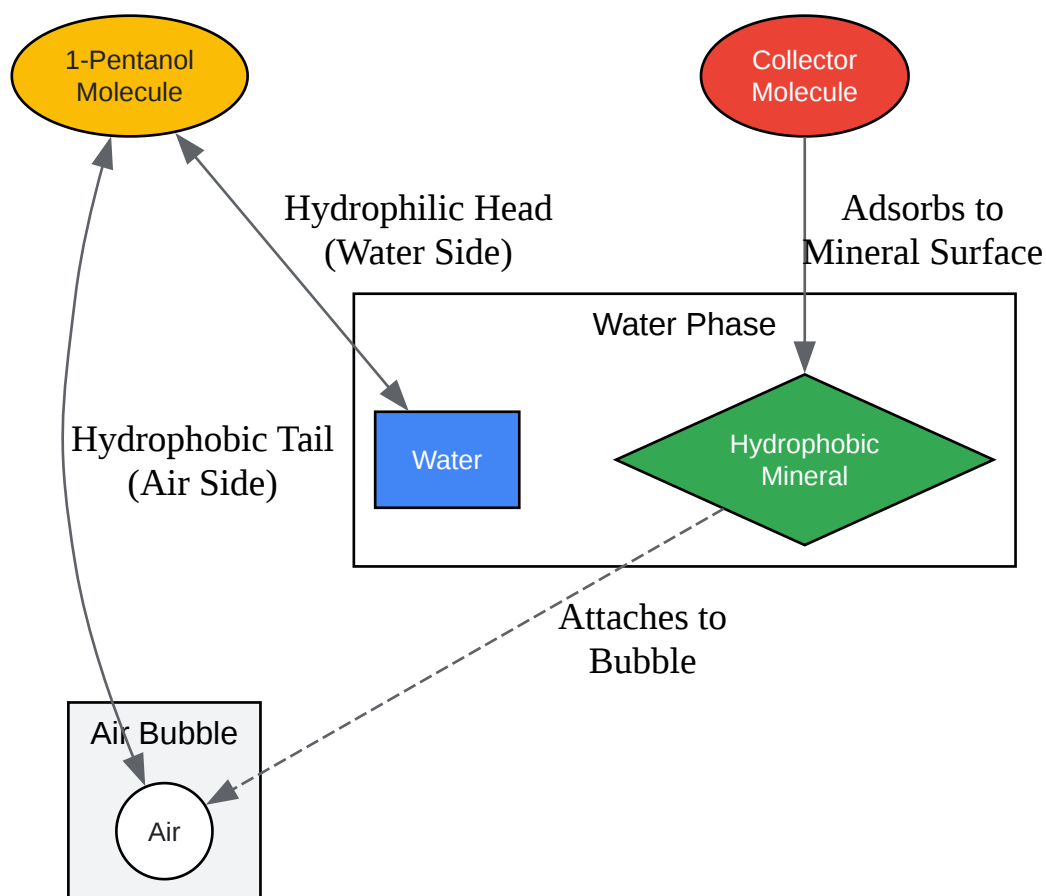 1-Pentanol
Molecule
Collector
Molecule
Hydrophilic Head
(Water Side)
Adsorbs to
Mineral Surface
Water Phase
Hydrophobic Tail
(Air Side)
Water
Hydrophobic
Mineral
Attaches to
Bubble
Air Bubble
Air